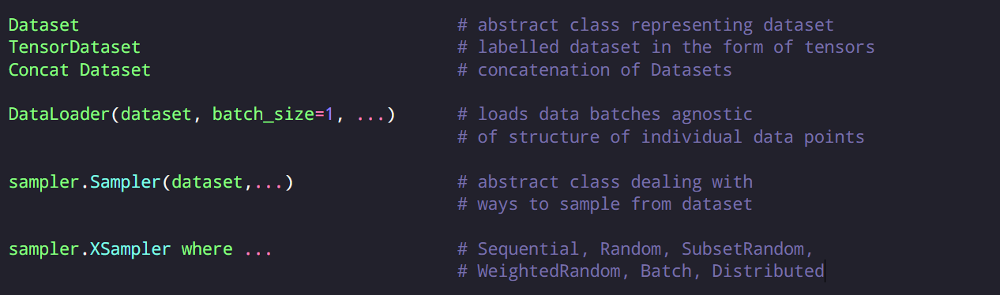 Dataset # abstract class representing dataset
TensorDataset # labelled dataset in the form of tensors
Concat Dataset # concatenation of Datasets
DataLoader(dataset, batch_size=1, ...) # loads data batches agnostic
# of structure of individual data points
sampler.Sampler(dataset,...) # abstract class dealing with
# ways to sample from dataset
sampler.XSampler where ... # Sequential, Random, SubsetRandom,
# WeightedRandom, Batch, Distributed